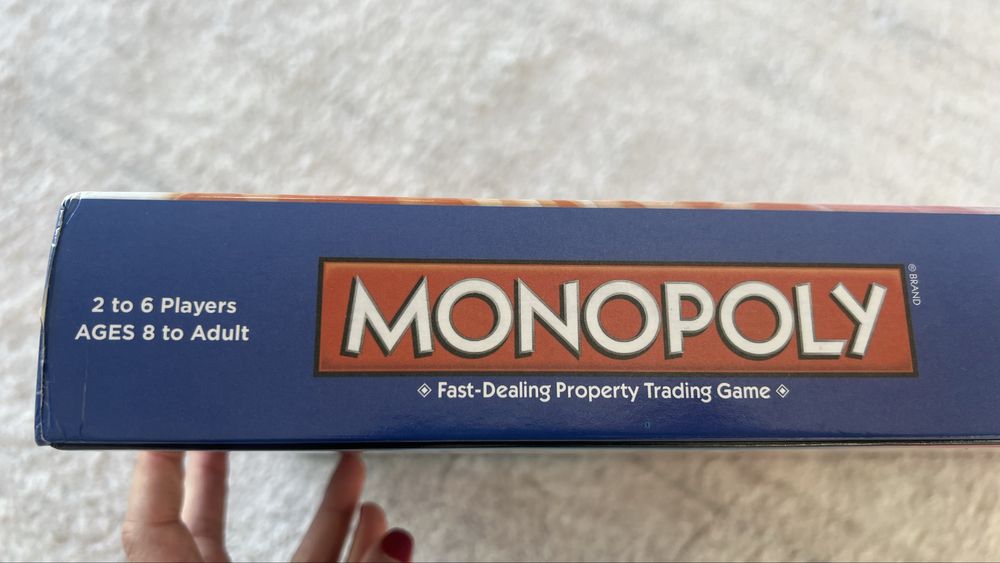 2 to 6 Players
AGES 8 to Adult
MONOPOLY
® BRAND
◈ Fast-Dealing Property Trading Game ◈